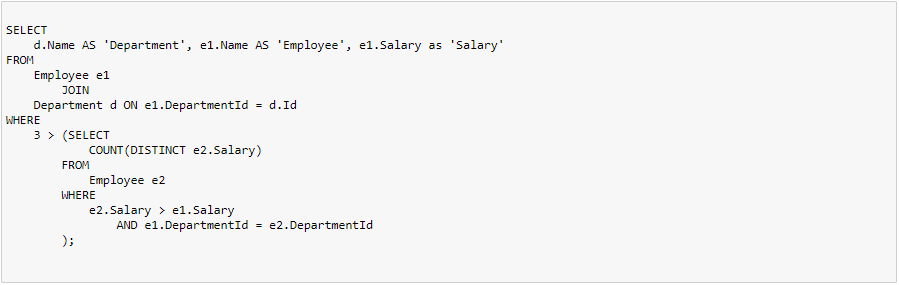 SELECT
    d.Name AS 'Department', e1.Name AS 'Employee', e1.Salary as 'Salary'
FROM
    Employee e1
        JOIN
    Department d ON e1.DepartmentId = d.Id
WHERE
    3 > (SELECT
            COUNT(DISTINCT e2.Salary)
        FROM
            Employee e2
        WHERE
            e2.Salary > e1.Salary
                AND e1.DepartmentId = e2.DepartmentId
        );